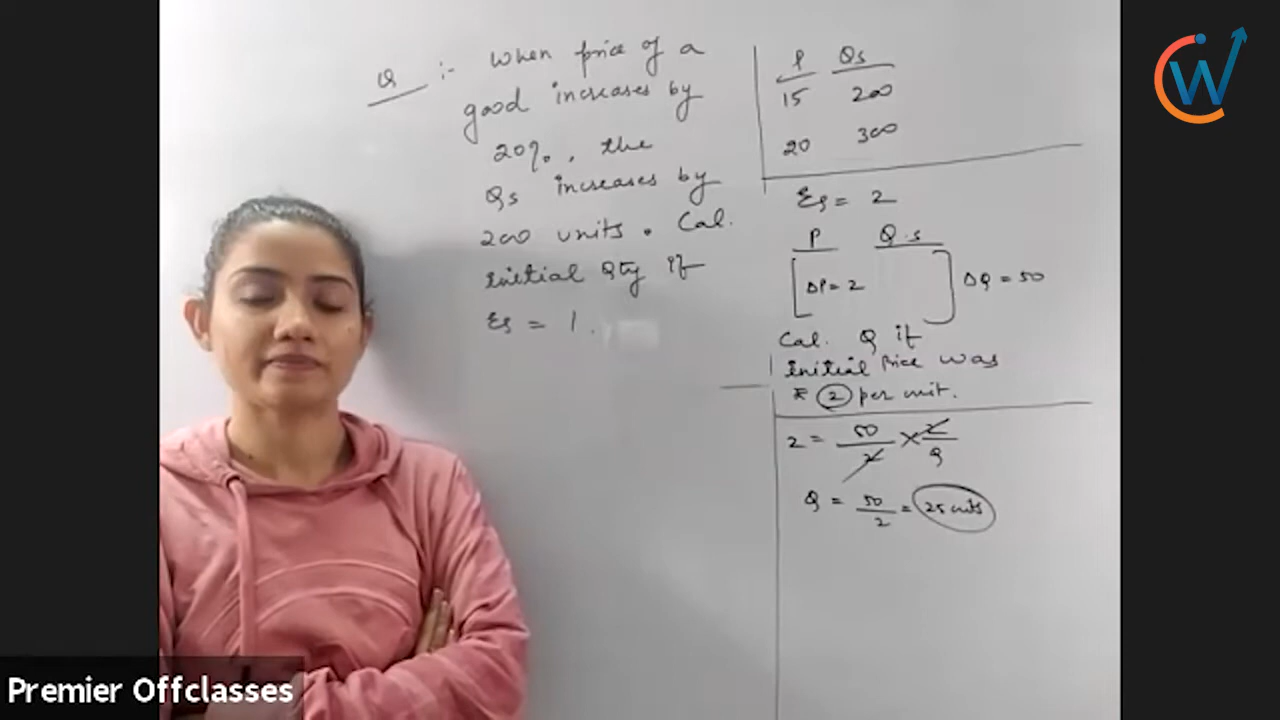 Q :- When price of a
good increases by
20%, the
Qs increases by
200 units. Cal.
initial Qty if
Es = 1.
P Qs
15 200
20 300
Es = 2
P Q.s
ΔP = 2 ΔQ = 50
Cal. Q if
initial Price was
₹ 2 per unit.
2 = 50/2 × 2/Q
Q = 50/2 = 25 units
CW
Premier Offclasses